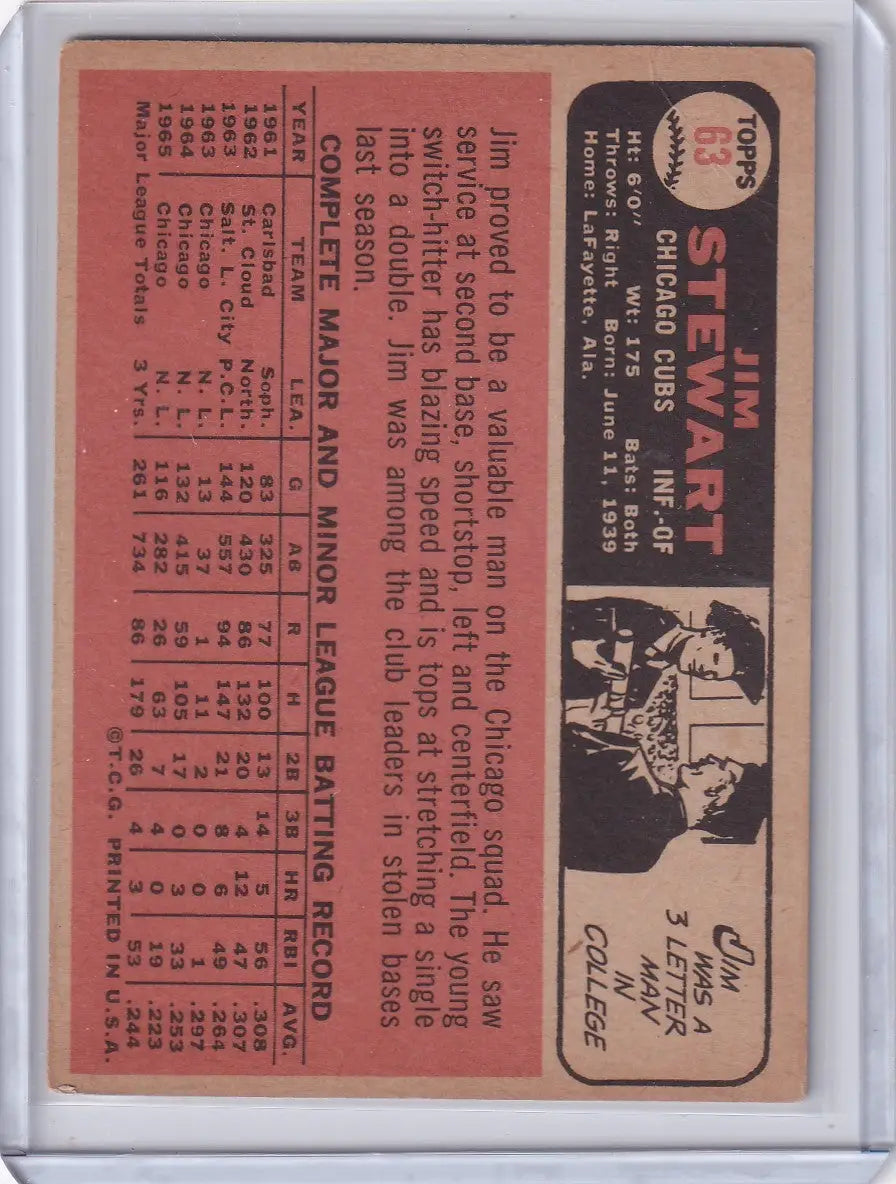 TOPPS
63
JIM
STEWART
CHICAGO CUBS INF.-OF
Ht: 6'0" Wt: 175 Bats: Both
Throws: Right Born: June 11, 1939
Home: LaFayette, Ala.
JIM
WAS A
3 LETTER
MAN
IN
COLLEGE
Jim proved to be a valuable man on the Chicago squad. He saw
service at second base, shortstop, left and centerfield. The young
switch-hitter has blazing speed and is tops at stretching a single
into a double. Jim was among the club leaders in stolen bases
last season.
COMPLETE MAJOR AND MINOR LEAGUE BATTING RECORD
YEAR TEAM LEA. G AB R H 2B 3B HR RBI AVG.
1961 Carlsbad Soph. 83 325 77 100 13 14 5 56 .308
1962 St. Cloud North. 120 430 86 132 20 4 12 47 .307
1963 Salt. L. City P.C.L. 144 557 94 147 21 8 6 49 .264
1963 Chicago N. L. 13 37 1 11 2 0 0 1 .297
1964 Chicago N. L. 132 415 59 105 17 0 3 33 .253
1965 Chicago N. L. 116 282 26 63 7 4 0 19 .223
Major League Totals 3 Yrs. 261 734 86 179 26 4 3 53 .244
©T.C.G. PRINTED IN U.S.A.